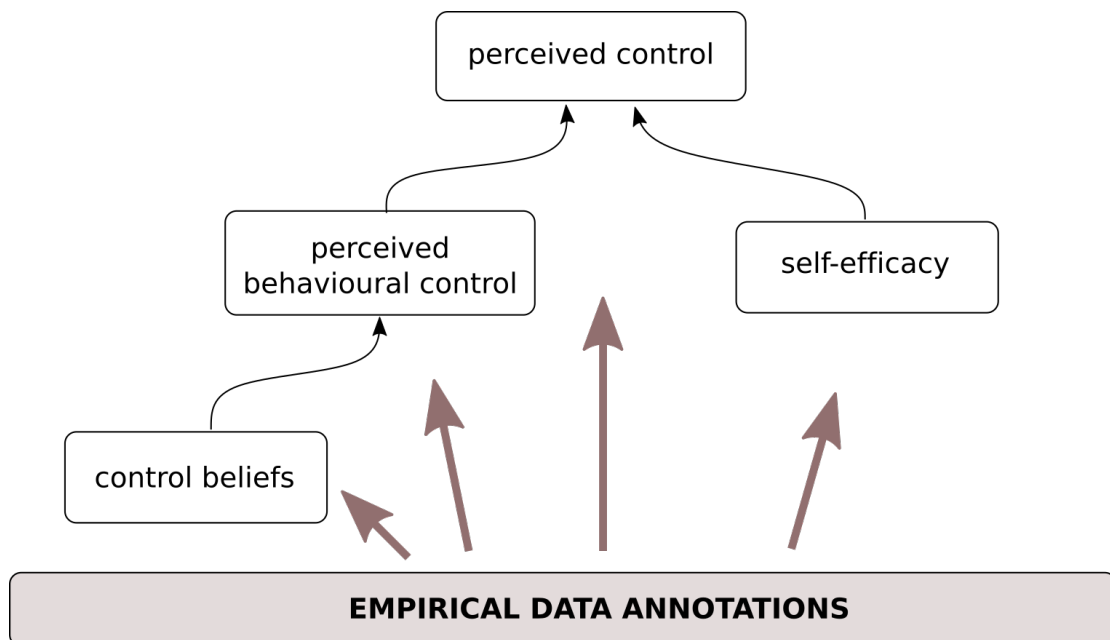 perceived control
perceived
behavioural control
self-efficacy
control beliefs
EMPIRICAL DATA ANNOTATIONS